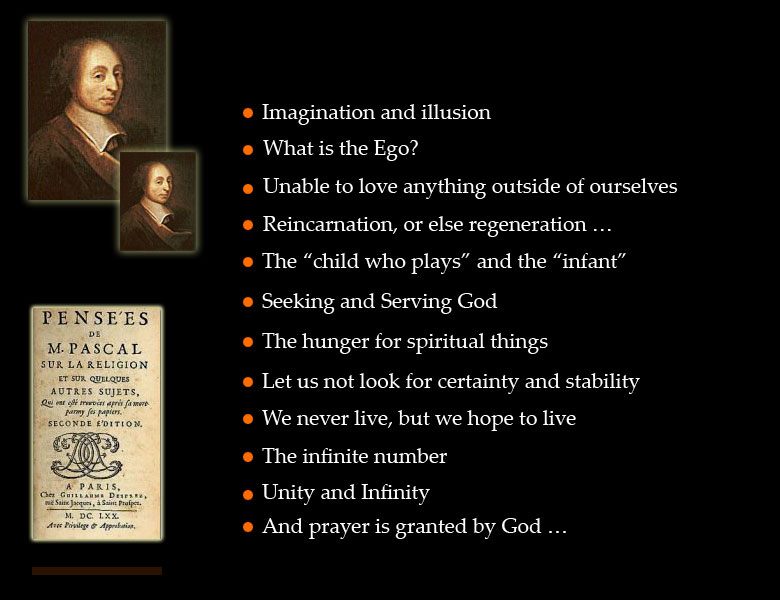 Imagination and illusion
What is the Ego?
Unable to love anything outside of ourselves
Reincarnation, or else regeneration …
The “child who plays” and the “infant”
Seeking and Serving God
The hunger for spiritual things
Let us not look for certainty and stability
We never live, but we hope to live
The infinite number
Unity and Infinity
And prayer is granted by God …
PENSE'ES
DE
M. PASCAL
SUR LA RELIGION
ET SUR QUELQUES
AUTRES SUJETS,
Qui ont esté trouvées aprés sa mort
parmy ses papiers.
SECONDE E'DITION.
A PARIS,
Chez GUILLAUME DESPREZ,
ruë Saint Jacques, à Saint Prosper.
M. DC. LXX.
Avec Privilege & Approbation.